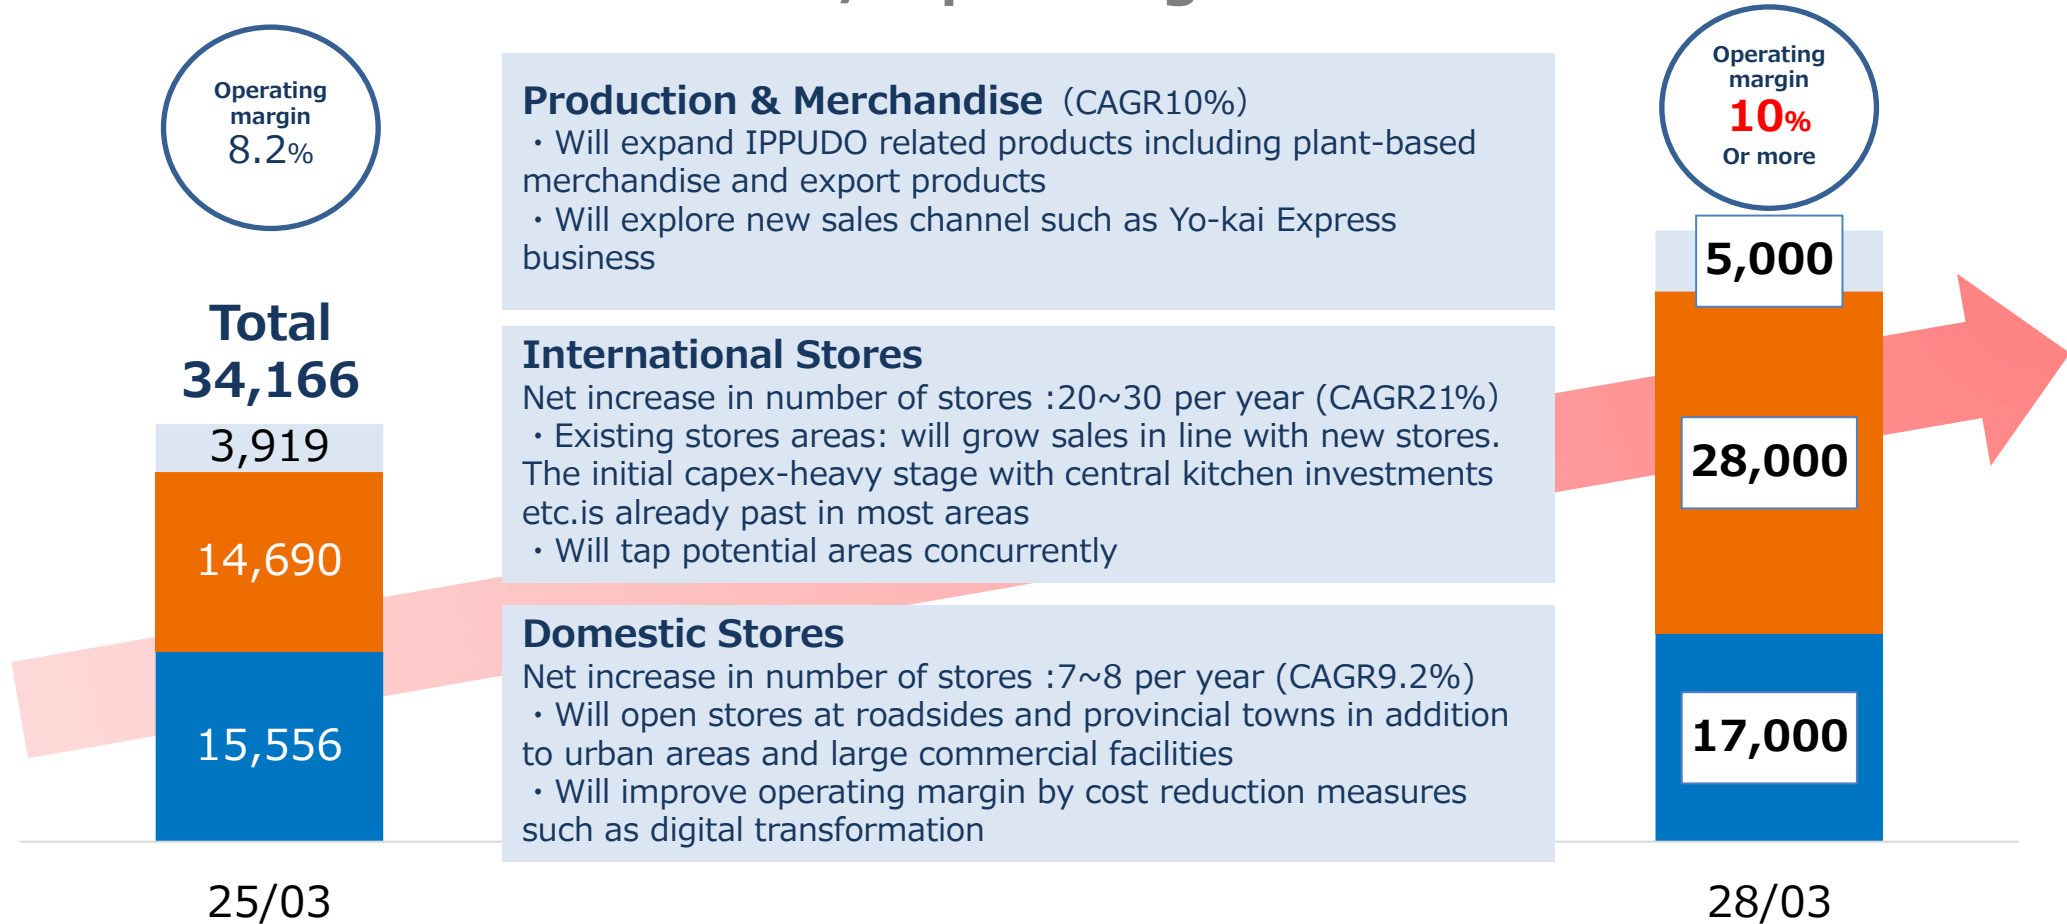 Operating
margin
8.2%
Total
34,166
3,919
14,690
15,556
25/03
Production & Merchandise (CAGR10%)
・Will expand IPPUDO related products including plant-based
merchandise and export products
・Will explore new sales channel such as Yo-kai Express
business
International Stores
Net increase in number of stores :20~30 per year (CAGR21%)
・Existing stores areas: will grow sales in line with new stores.
The initial capex-heavy stage with central kitchen investments
etc.is already past in most areas
・Will tap potential areas concurrently
Domestic Stores
Net increase in number of stores :7~8 per year (CAGR9.2%)
・Will open stores at roadsides and provincial towns in addition
to urban areas and large commercial facilities
・Will improve operating margin by cost reduction measures
such as digital transformation
Operating
margin
10%
Or more
5,000
28,000
17,000
28/03